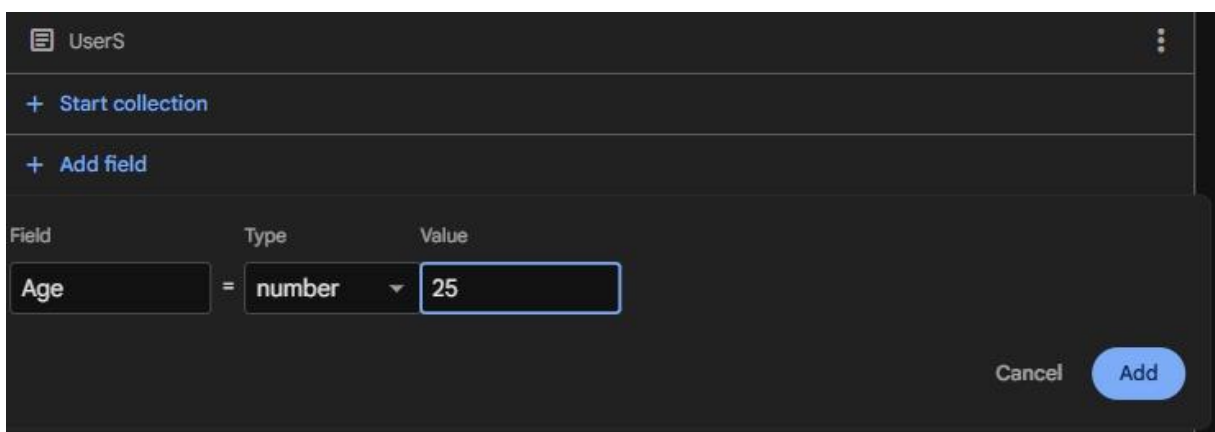 UserS
+ Start collection
+ Add field
Field Type Value
Age = number 25
Cancel Add